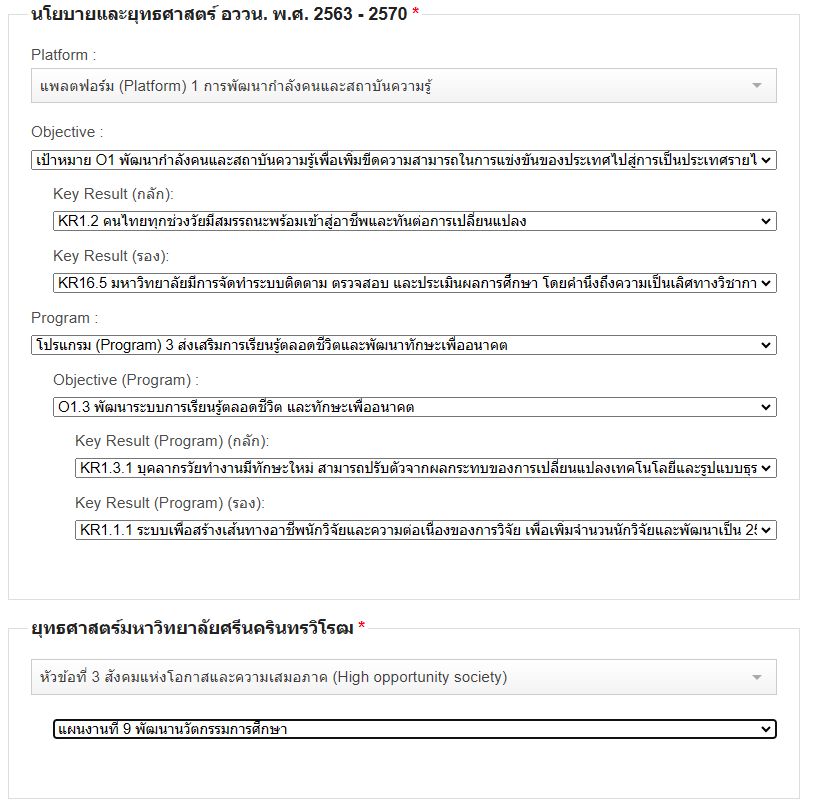 นโยบายและยุทธศาสตร์ อววน. พ.ศ. 2563 - 2570 *
Platform :
แพลตฟอร์ม (Platform) 1 การพัฒนากำลังคนและสถาบันความรู้
Objective :
เป้าหมาย O1 พัฒนากำลังคนและสถาบันความรู้เพื่อเพิ่มขีดความสามารถในการแข่งขันของประเทศไปสู่การเป็นประเทศรายไ
Key Result (หลัก):
KR1.2 คนไทยทุกช่วงวัยมีสมรรถนะพร้อมเข้าสู่อาชีพและทันต่อการเปลี่ยนแปลง
Key Result (รอง):
KR16.5 มหาวิทยาลัยมีการจัดทำระบบติดตาม ตรวจสอบ และประเมินผลการศึกษา โดยคำนึงถึงความเป็นเลิศทางวิชากา
Program :
โปรแกรม (Program) 3 ส่งเสริมการเรียนรู้ตลอดชีวิตและพัฒนาทักษะเพื่ออนาคต
Objective (Program) :
O1.3 พัฒนาระบบการเรียนรู้ตลอดชีวิต และทักษะเพื่ออนาคต
Key Result (Program) (หลัก):
KR1.3.1 บุคลากรวัยทำงานมีทักษะใหม่ สามารถปรับตัวจากผลกระทบของการเปลี่ยนแปลงเทคโนโลยีและรูปแบบธุร
Key Result (Program) (รอง):
KR1.1.1 ระบบเพื่อสร้างเส้นทางอาชีพนักวิจัยและความต่อเนื่องของการวิจัย เพื่อเพิ่มจำนวนนักวิจัยและพัฒนาเป็น 25
ยุทธศาสตร์มหาวิทยาลัยศรีนครินทรวิโรฒ *
หัวข้อที่ 3 สังคมแห่งโอกาสและความเสมอภาค (High opportunity society)
แผนงานที่ 9 พัฒนานวัตกรรมการศึกษา